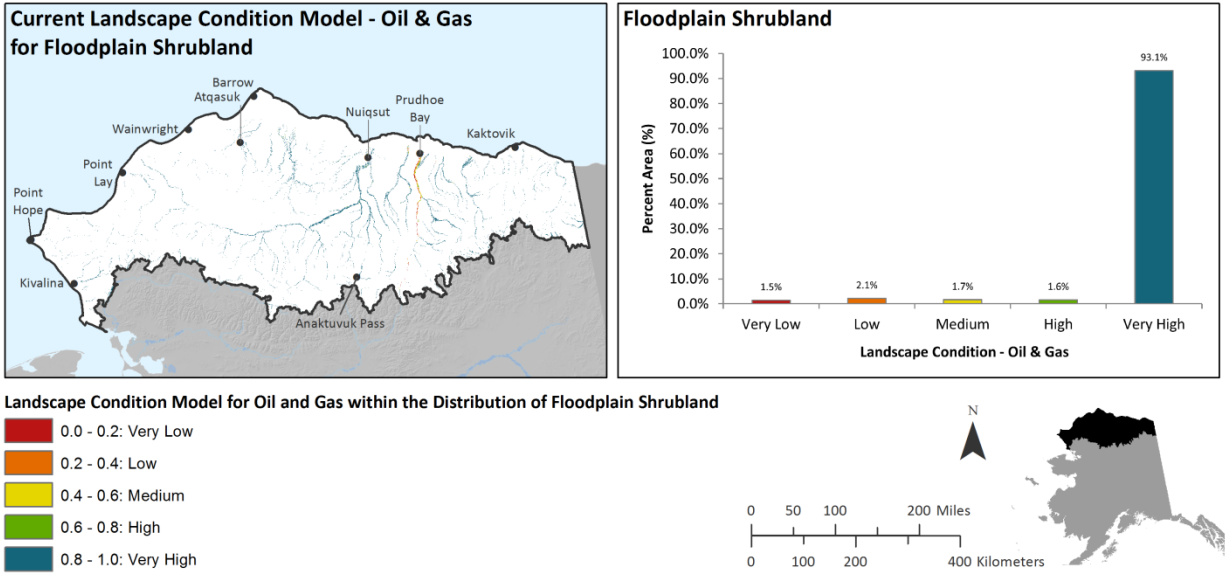 Current Landscape Condition Model - Oil & Gas
for Floodplain Shrubland
Barrow
Atqasuk
Wainwright
Nuiqsut
Prudhoe
Bay
Kaktovik
Point
Lay
Point
Hope
Kivalina
Anaktuvuk Pass
Floodplain Shrubland
100.0%
90.0%
80.0%
70.0%
60.0%
50.0%
40.0%
30.0%
20.0%
10.0%
0.0%
Percent Area (%)
1.5%
2.1%
1.7%
1.6%
93.1%
Very Low
Low
Medium
High
Very High
Landscape Condition - Oil & Gas
Landscape Condition Model for Oil and Gas within the Distribution of Floodplain Shrubland
0.0 - 0.2: Very Low
0.2 - 0.4: Low
0.4 - 0.6: Medium
0.6 - 0.8: High
0.8 - 1.0: Very High
N
0 50 100 200 Miles
0 100 200 400 Kilometers